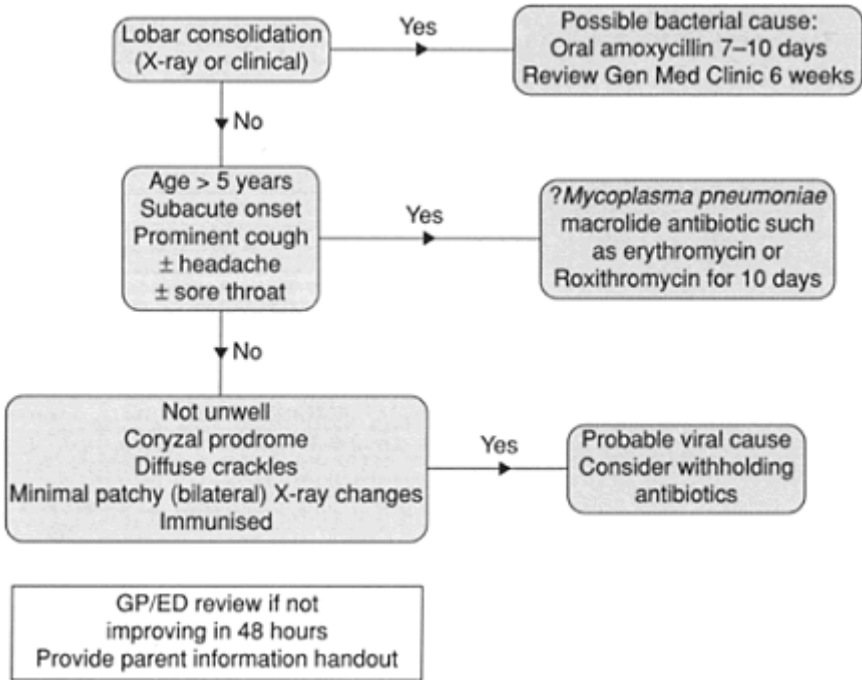 Lobar consolidation
(X-ray or clinical)
Yes
Possible bacterial cause:
Oral amoxycillin 7–10 days
Review Gen Med Clinic 6 weeks
No
Age > 5 years
Subacute onset
Prominent cough
± headache
± sore throat
Yes
?Mycoplasma pneumoniae
macrolide antibiotic such
as erythromycin or
Roxithromycin for 10 days
No
Not unwell
Coryzal prodrome
Diffuse crackles
Minimal patchy (bilateral) X-ray changes
Immunised
Yes
Probable viral cause
Consider withholding
antibiotics
GP/ED review if not
improving in 48 hours
Provide parent information handout